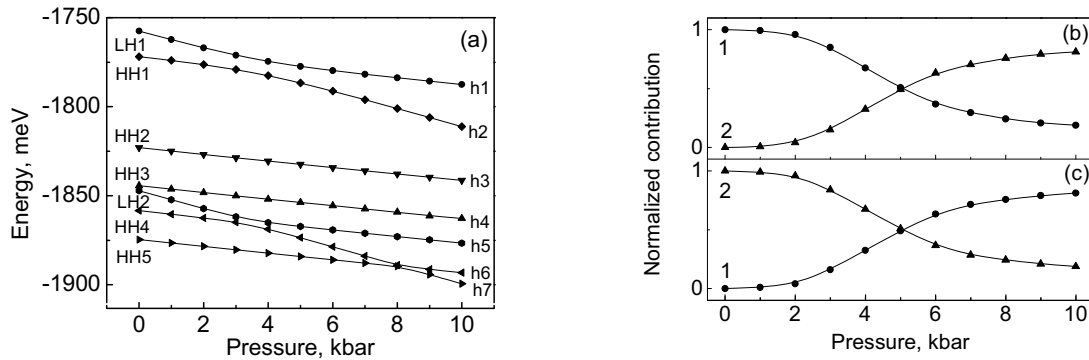 (a)
Energy, meV
-1750
-1800
-1850
-1900
LH1
HH1
HH2
HH3
LH2
HH4
HH5
h1
h2
h3
h4
h5
h6
h7
0 2 4 6 8 10
Pressure, kbar
Normalized contribution
(b)
1
0
1
2
(c)
1
0
2
1
0 2 4 6 8 10
Pressure, kbar